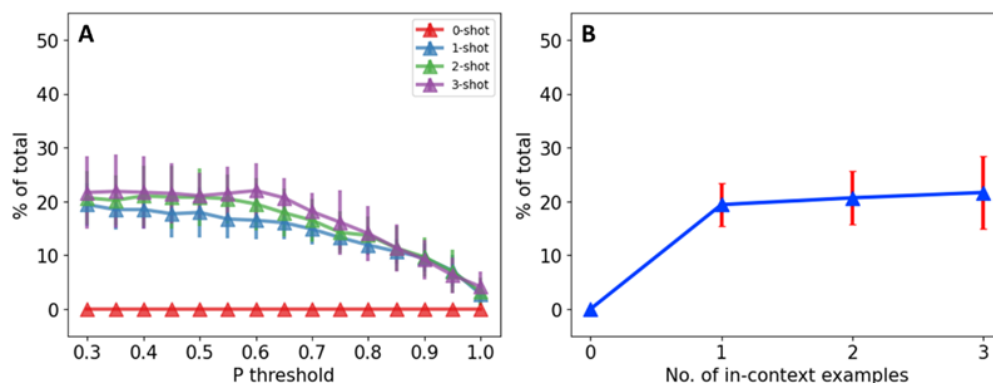 A
0-shot
1-shot
2-shot
3-shot
% of total
50
40
30
20
10
0
0.3 0.4 0.5 0.6 0.7 0.8 0.9 1.0
P threshold
B
% of total
50
40
30
20
10
0
0 1 2 3
No. of in-context examples